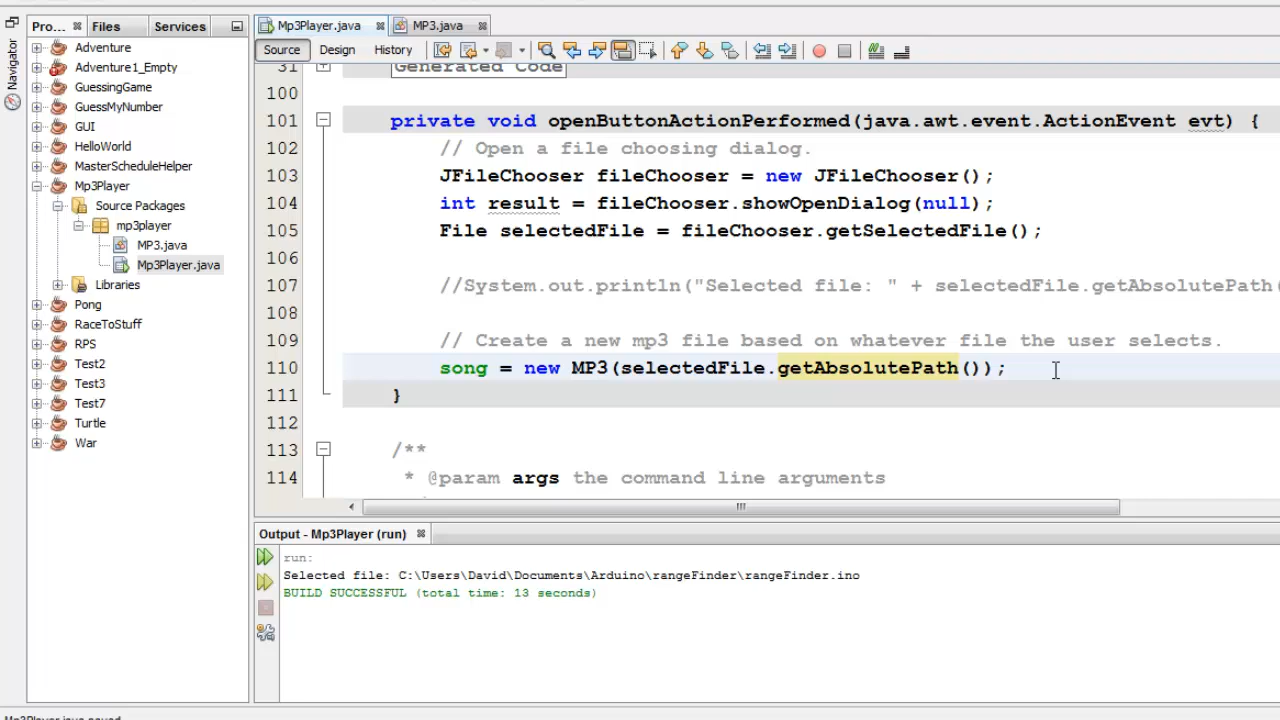 Navigator
Pro...
Files
Services
Adventure
Adventure1_Empty
GuessingGame
GuessMyNumber
GUI
HelloWorld
MasterScheduleHelper
Mp3Player
Source Packages
mp3player
MP3.java
Mp3Player.java
Libraries
Pong
RaceToStuff
RPS
Test2
Test3
Test7
Turtle
War
Mp3Player.java
MP3.java
Source
Design
History
31 Generated Code
100
101 private void openButtonActionPerformed(java.awt.event.ActionEvent evt) {
102 // Open a file choosing dialog.
103 JFileChooser fileChooser = new JFileChooser();
104 int result = fileChooser.showOpenDialog(null);
105 File selectedFile = fileChooser.getSelectedFile();
106
107 //System.out.println("Selected file: " + selectedFile.getAbsolutePath(
108
109 // Create a new mp3 file based on whatever file the user selects.
110 song = new MP3(selectedFile.getAbsolutePath());
111 }
112
113 /**
114 * @param args the command line arguments
Output - Mp3Player (run)
run:
Selected file: C:\Users\David\Documents\Arduino\rangeFinder\rangeFinder.ino
BUILD SUCCESSFUL (total time: 13 seconds)
Mp3Player.java saved